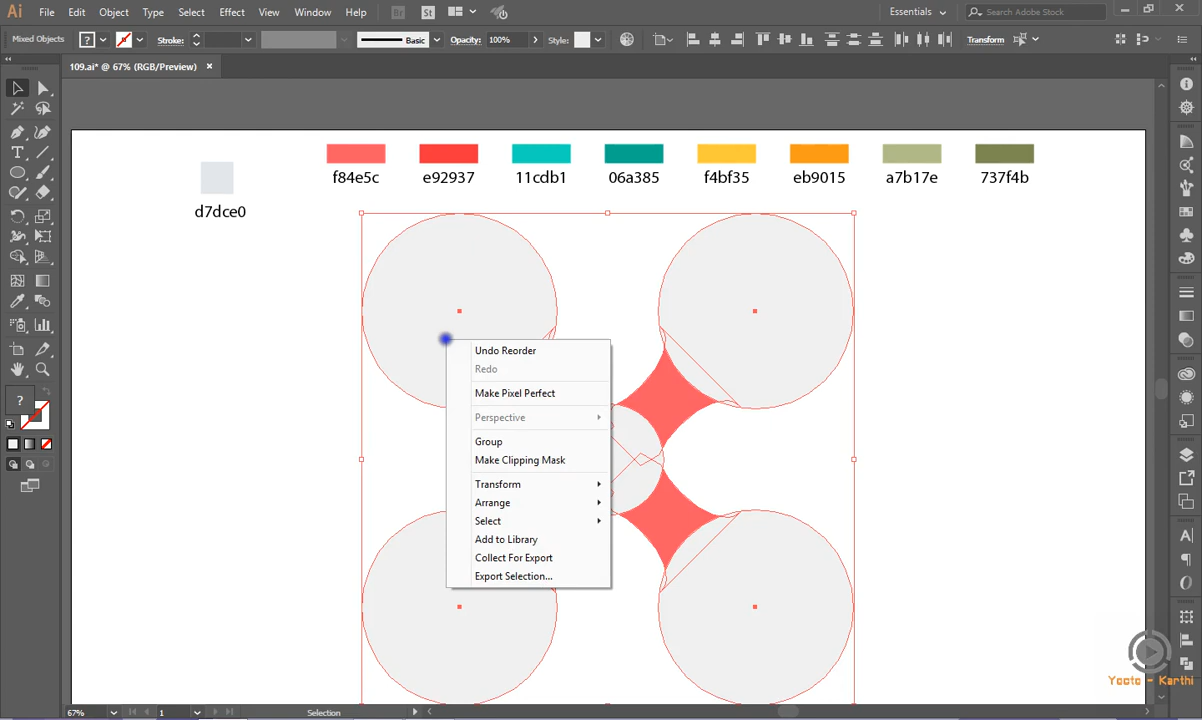 Ai File Edit Object Type Select Effect View Window Help Br St Essentials Search Adobe Stock
Mixed Objects ? Stroke: Basic Opacity: 100% Style: Transform
109.ai* @ 67% (RGB/Preview) ×
f84e5c e92937 11cdb1 06a385 f4bf35 eb9015 a7b17e 737f4b
d7dce0
Undo Reorder
Redo
Make Pixel Perfect
Perspective
Group
Make Clipping Mask
Transform
Arrange
Select
Add to Library
Collect For Export
Export Selection...
?
Yooto - Karthi
67% 1 Selection